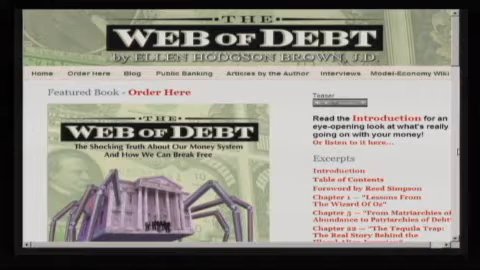 THE
WEB OF DEBT
by ELLEN HODGSON BROWN, J.D.
Home Order Here Blog Public Banking Articles by the Author Interviews Model-Economy Wiki
Featured Book - Order Here
THE
WEB OF DEBT
The Shocking Truth About Our Money System
And How We Can Break Free
Teaser
Read the Introduction for an
eye-opening look at what's really
going on with your money!
Or listen to it here...
Excerpts
Introduction
Table of Contents
Foreword by Reed Simpson
Chapter 1 -- "Lessons From
The Wizard Of Oz"
Chapter 5 -- "From Matriarchies of
Abundance to Patriarchies of Debt"
Chapter 22 -- "The Tequila Trap:
The Real Story Behind the